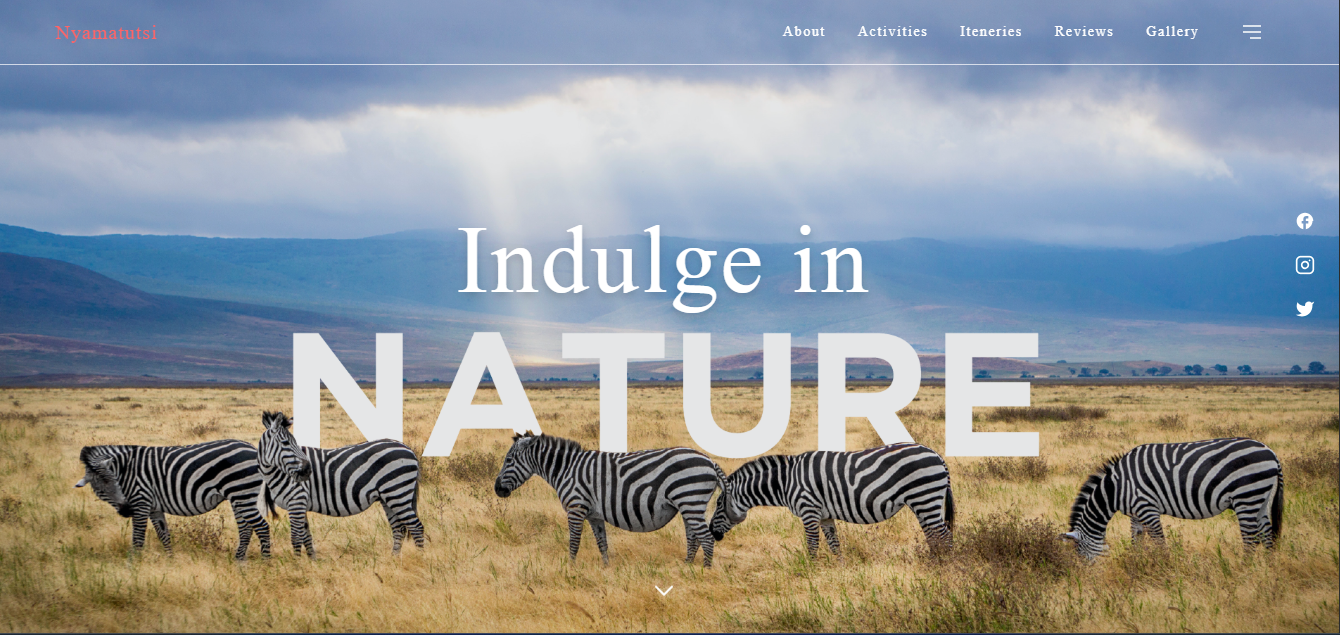 Nyamatutsi
About Activities Iteneries Reviews Gallery
Indulge in
NATURE